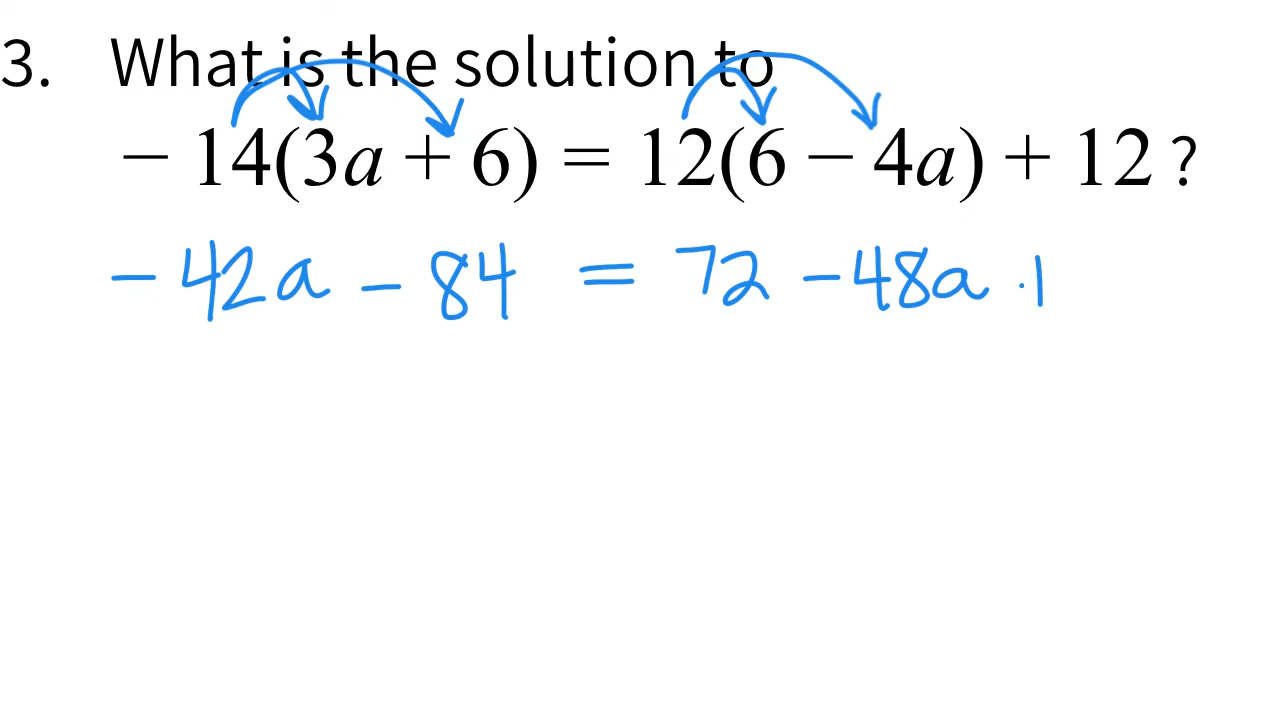 3. What is the solution to
− 14(3a + 6) = 12(6 − 4a) + 12 ?
− 42a − 84 = 72 − 48a · |